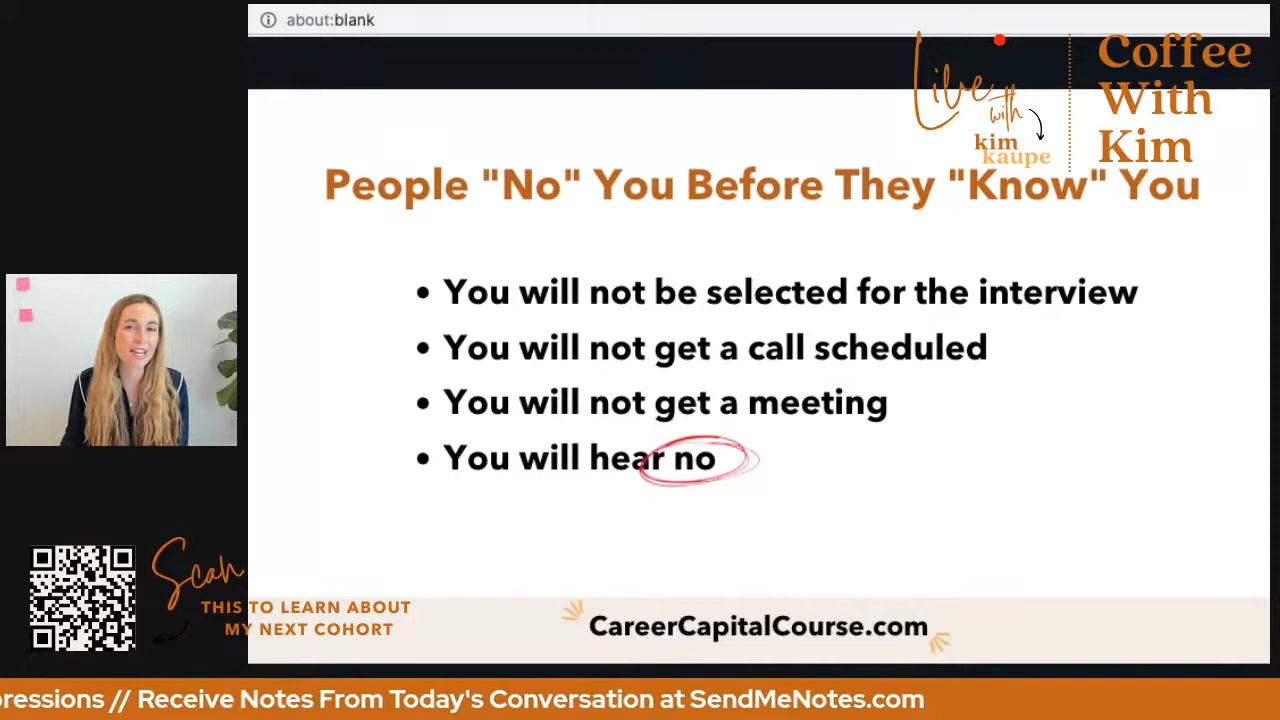 about:blank
Live
with
kim
kaupe
Coffee
With
Kim
People "No" You Before They "Know" You
• You will not be selected for the interview
• You will not get a call scheduled
• You will not get a meeting
• You will hear no
Scan
THIS TO LEARN ABOUT
MY NEXT COHORT
CareerCapitalCourse.com
pressions // Receive Notes From Today's Conversation at SendMeNotes.com